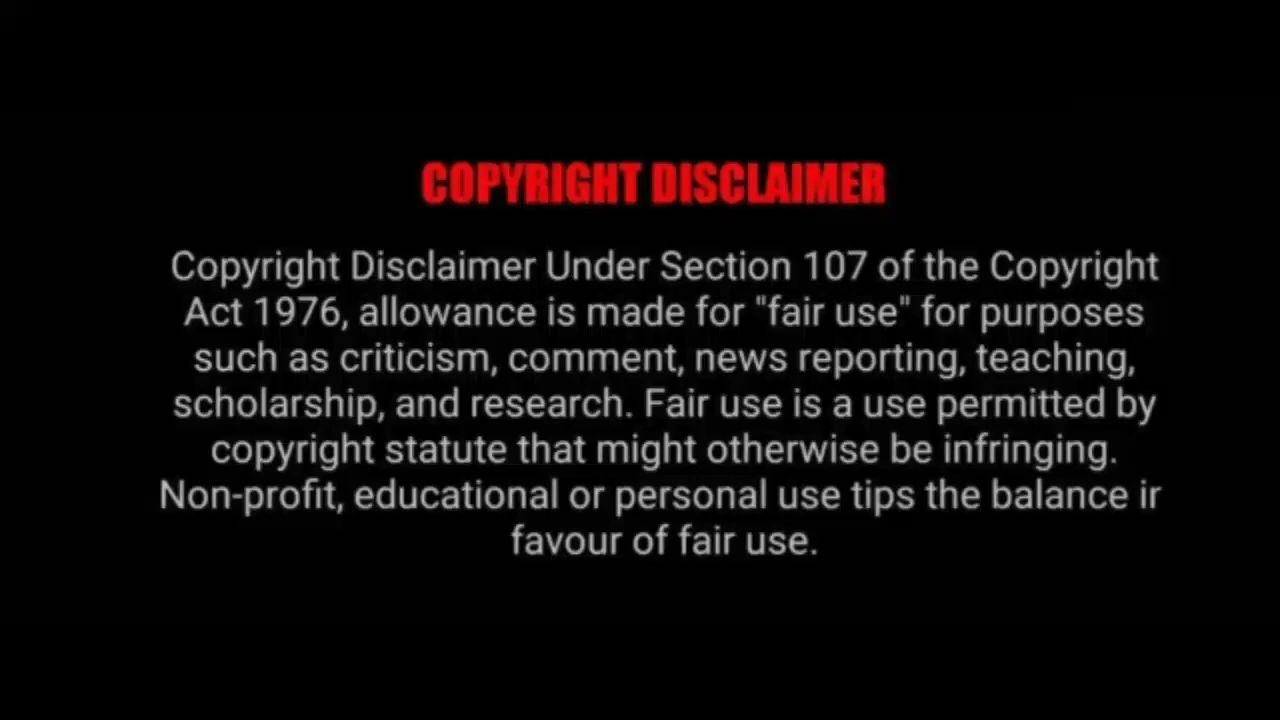 COPYRIGHT DISCLAIMER
Copyright Disclaimer Under Section 107 of the Copyright
Act 1976, allowance is made for "fair use" for purposes
such as criticism, comment, news reporting, teaching,
scholarship, and research. Fair use is a use permitted by
copyright statute that might otherwise be infringing.
Non-profit, educational or personal use tips the balance ir
favour of fair use.